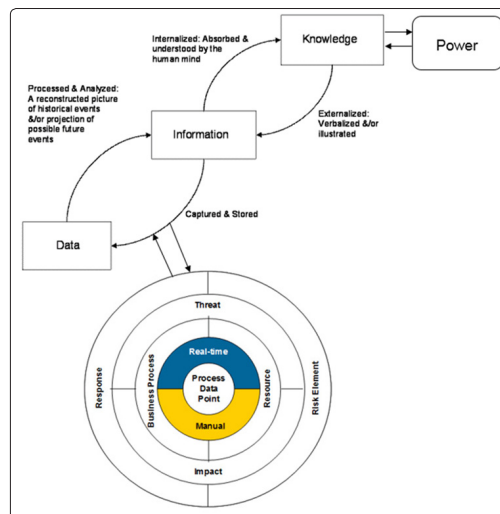 Internalized: Absorbed &
understood by the
human mind
Knowledge
Power
Processed & Analyzed:
A reconstructed picture
of historical events
&/or projection of
possible future
events
Information
Externalized:
Verbalized &/or
illustrated
Captured & Stored
Data
Threat
Real-time
Response
Business Process
Process
Data
Point
Resource
Risk Element
Manual
Impact